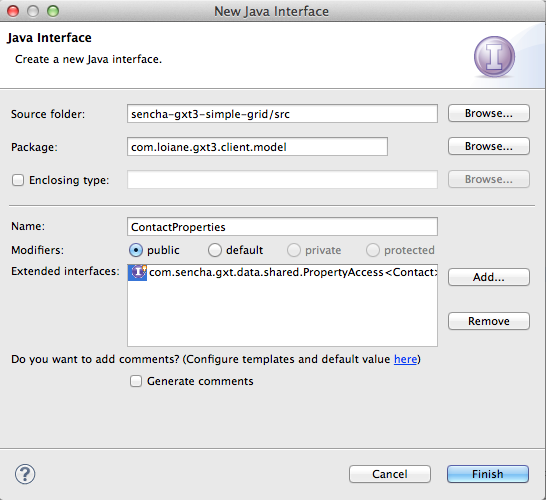 New Java Interface
Java Interface
Create a new Java interface.
Source folder: sencha-gxt3-simple-grid/src Browse...
Package: com.loiane.gxt3.client.model Browse...
Enclosing type: Browse...
Name: ContactProperties
Modifiers: public default private protected
Extended interfaces: com.sencha.gxt.data.shared.PropertyAccess<Contact> Add...
Remove
Do you want to add comments? (Configure templates and default value here)
Generate comments
? Cancel Finish